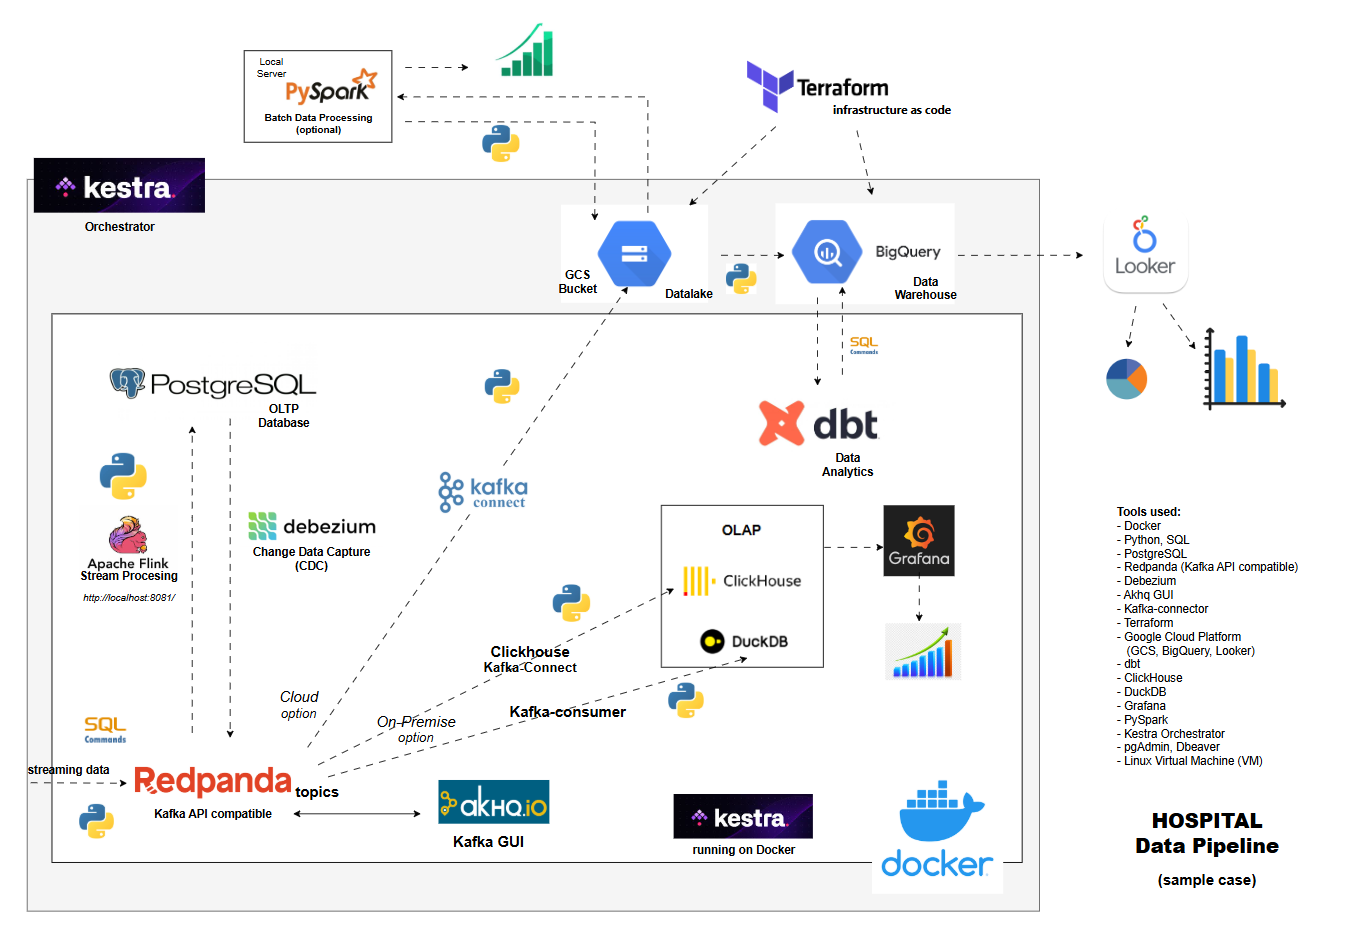 Local
Server
PySpark
Batch Data Processing
(optional)
Terraform
infrastructure as code
kestra.
Orchestrator
GCS
Bucket
Datalake
BigQuery
Data
Warehouse
Looker
SQL
Commands
PostgreSQL
OLTP
Database
dbt
Data
Analytics
kafka
connect
debezium
Change Data Capture
(CDC)
Apache Flink
Stream Procesing
http://localhost:8081/
OLAP
ClickHouse
DuckDB
Grafana
Clickhouse
Kafka-Connect
Cloud
option
On-Premise
option
Kafka-consumer
SQL
Commands
streaming data
Redpanda
topics
Kafka API compatible
akHQ.io
Kafka GUI
kestra.
running on Docker
docker.
Tools used:
- Docker
- Python, SQL
- PostgreSQL
- Redpanda (Kafka API compatible)
- Debezium
- Akhq GUI
- Kafka-connector
- Terraform
- Google Cloud Platform
(GCS, BigQuery, Looker)
- dbt
- ClickHouse
- DuckDB
- Grafana
- PySpark
- Kestra Orchestrator
- pgAdmin, Dbeaver
- Linux Virtual Machine (VM)
HOSPITAL
Data Pipeline
(sample case)